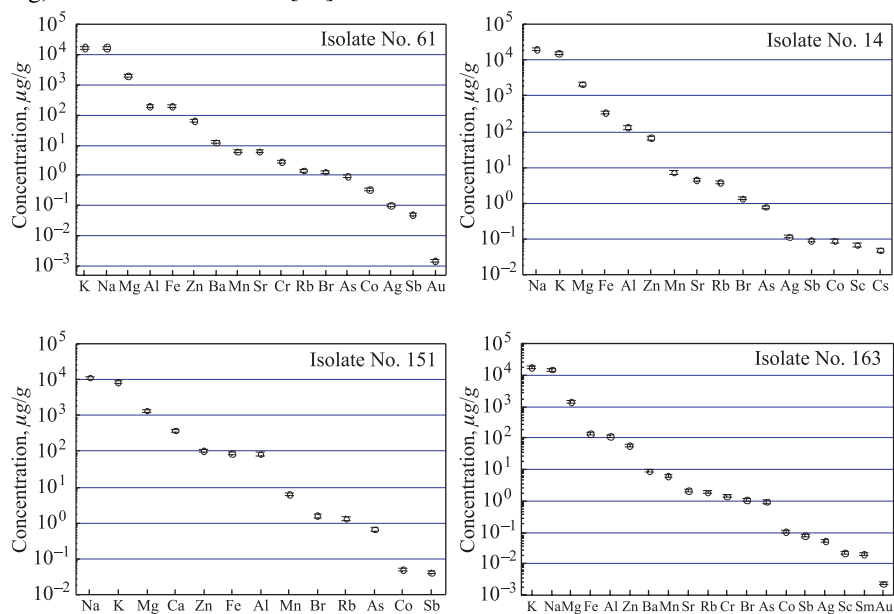 Isolate No. 61
Concentration, μg/g
10^5
10^4
10^3
10^2
10^1
10^0
10^-1
10^-2
10^-3
K Na Mg Al Fe Zn Ba Mn Sr Cr Rb Br As Co Ag Sb Au
Isolate No. 14
Concentration, μg/g
10^5
10^4
10^3
10^2
10^1
10^0
10^-1
10^-2
Na K Mg Fe Al Zn Mn Sr Rb Br As Ag Sb Co Sc Cs
Isolate No. 151
Concentration, μg/g
10^5
10^4
10^3
10^2
10^1
10^0
10^-1
10^-2
Na K Mg Ca Zn Fe Al Mn Br Rb As Co Sb
Isolate No. 163
Concentration, μg/g
10^5
10^4
10^3
10^2
10^1
10^0
10^-1
10^-2
10^-3
K Na Mg Fe Al Zn Ba Mn Sr Rb Cr Br As Co Sb Ag Sc Sm Au